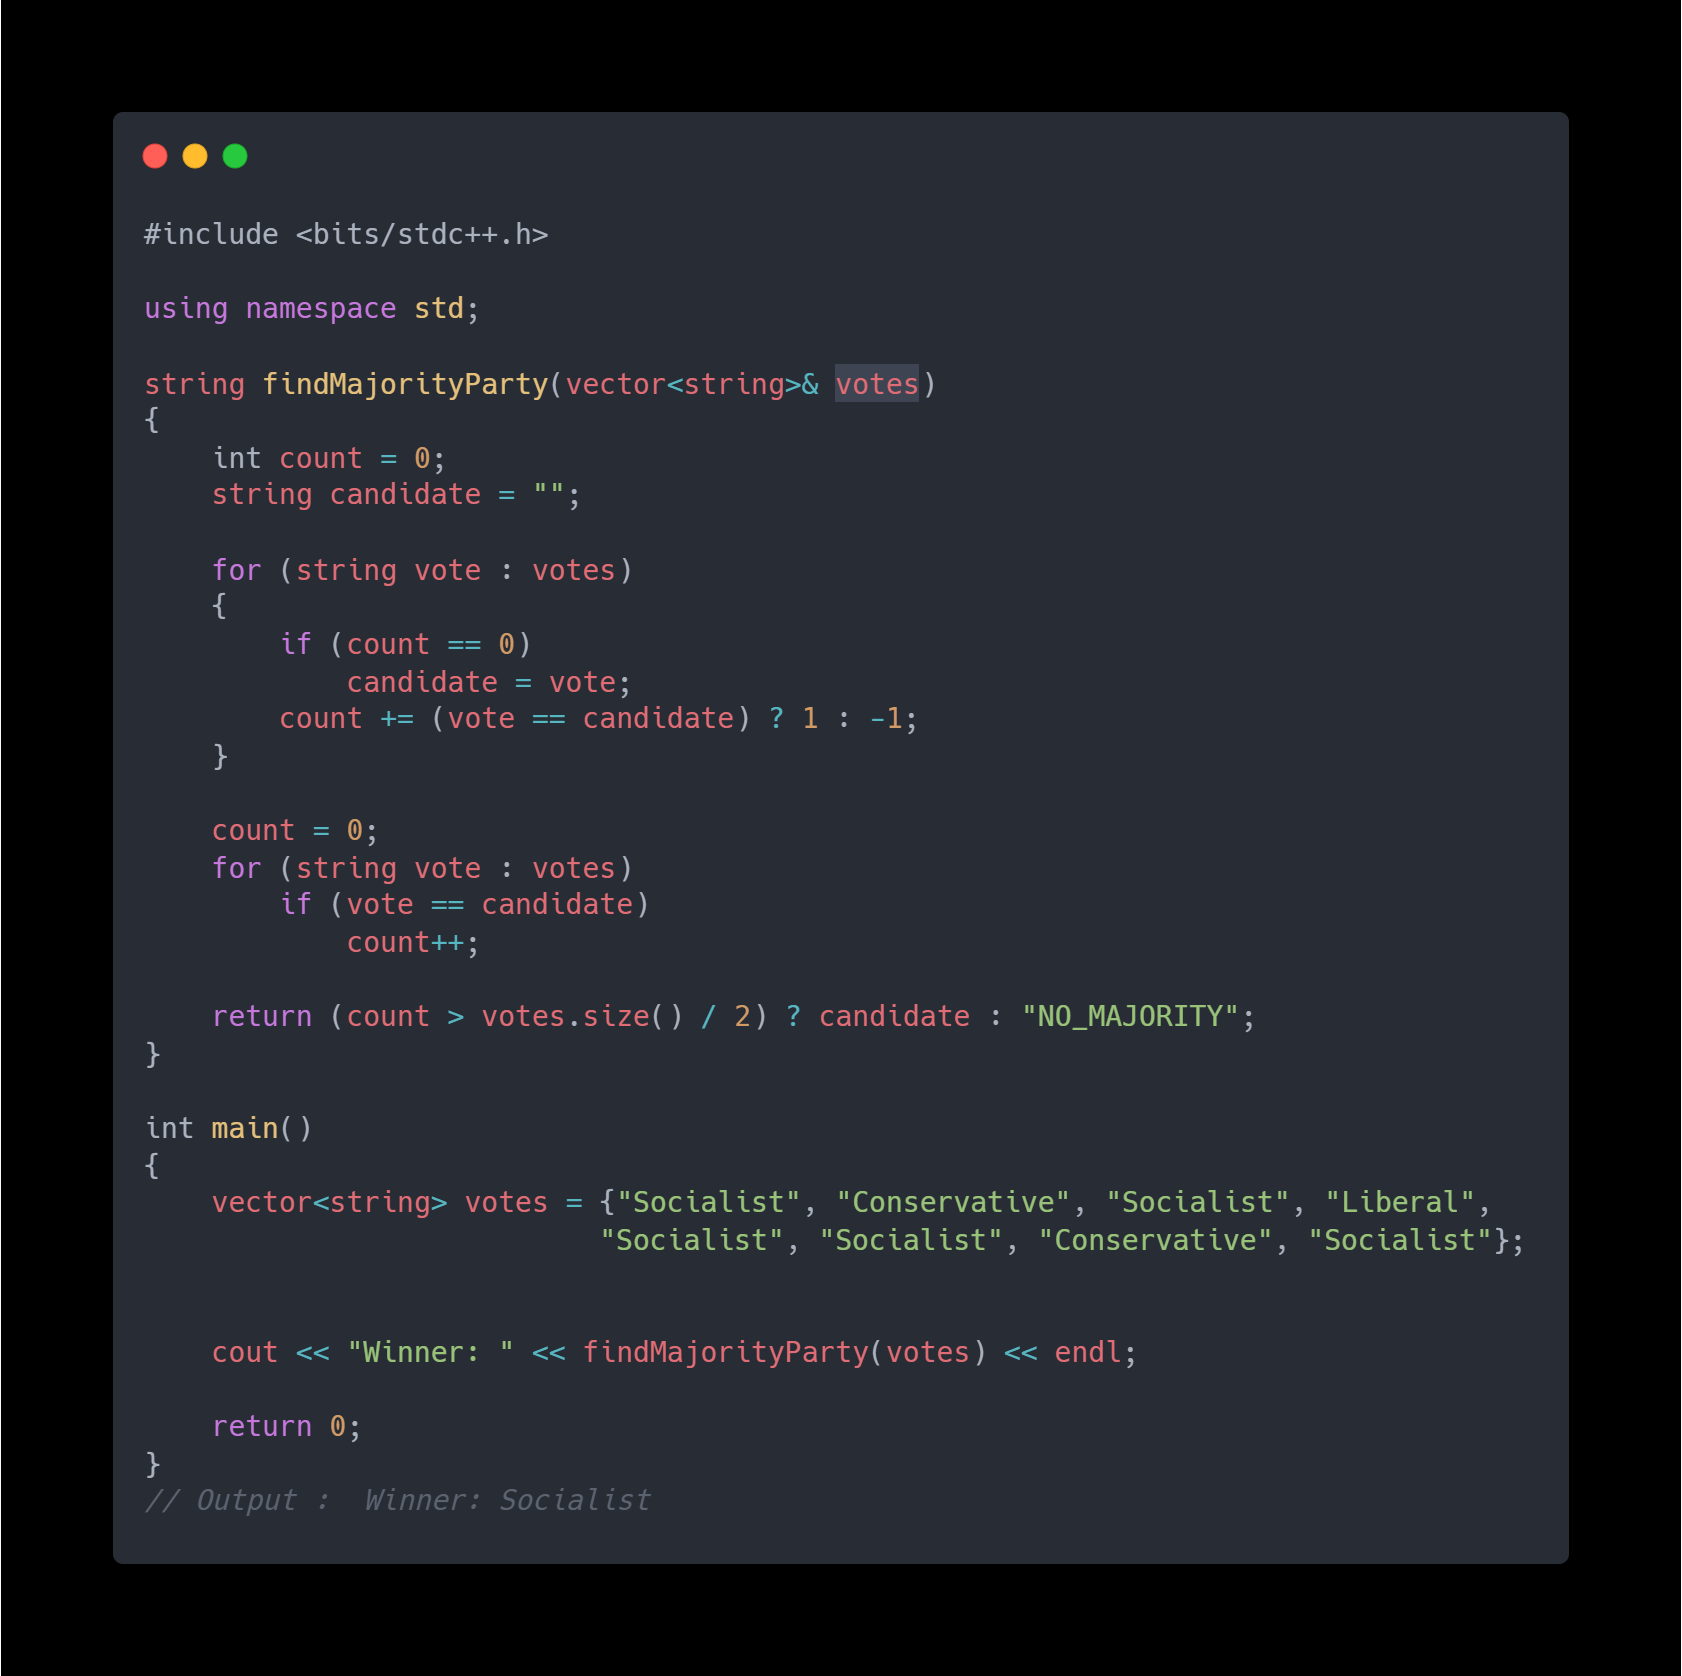 #include <bits/stdc++.h>
using namespace std;
string findMajorityParty(vector<string>& votes)
{
    int count = 0;
    string candidate = "";
    for (string vote : votes)
    {
        if (count == 0)
            candidate = vote;
        count += (vote == candidate) ? 1 : -1;
    }
    count = 0;
    for (string vote : votes)
        if (vote == candidate)
            count++;
    return (count > votes.size() / 2) ? candidate : "NO_MAJORITY";
}
int main()
{
    vector<string> votes = {"Socialist", "Conservative", "Socialist", "Liberal",
                           "Socialist", "Socialist", "Conservative", "Socialist"};
    cout << "Winner: " << findMajorityParty(votes) << endl;
    return 0;
}
// Output :  Winner: Socialist